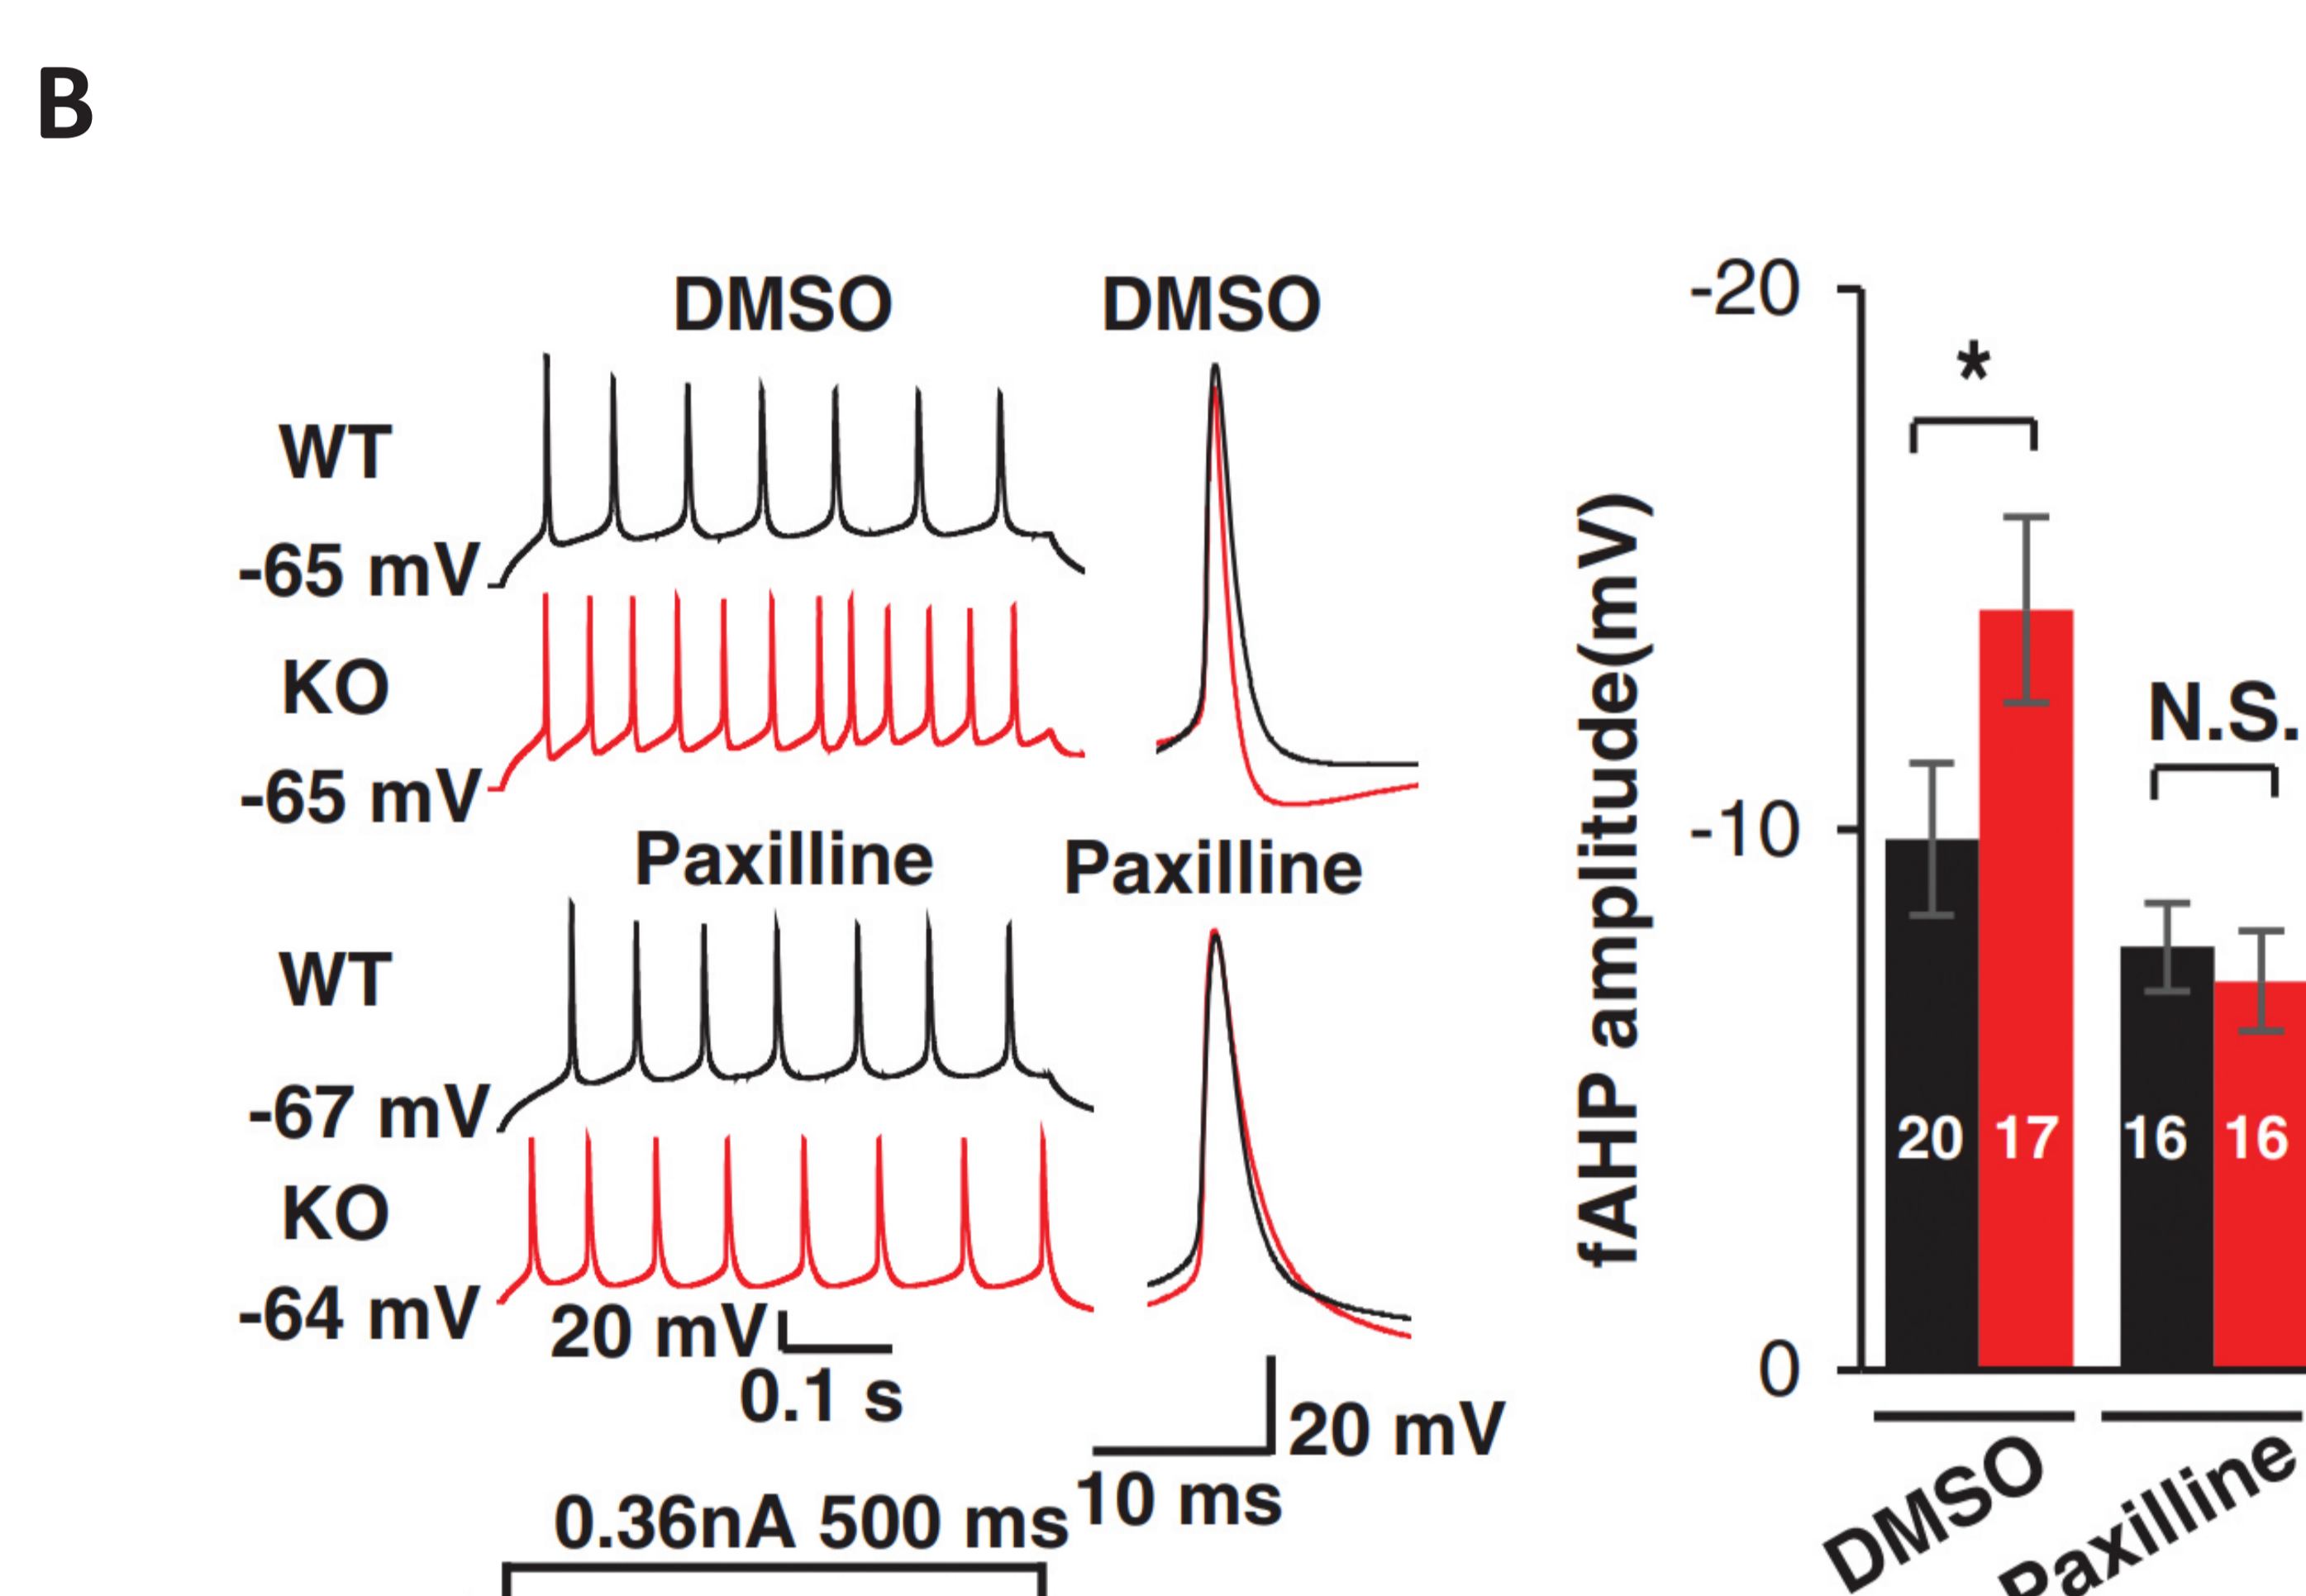 B
DMSO
DMSO
WT
-65 mV
KO
-65 mV
Paxilline
Paxilline
WT
-67 mV
KO
-64 mV
20 mV
0.1 s
20 mV
10 ms
0.36nA 500 ms
fAHP amplitude(mV)
-20
-10
0
*
N.S.
20
17
16
16
DMSO
Paxilline